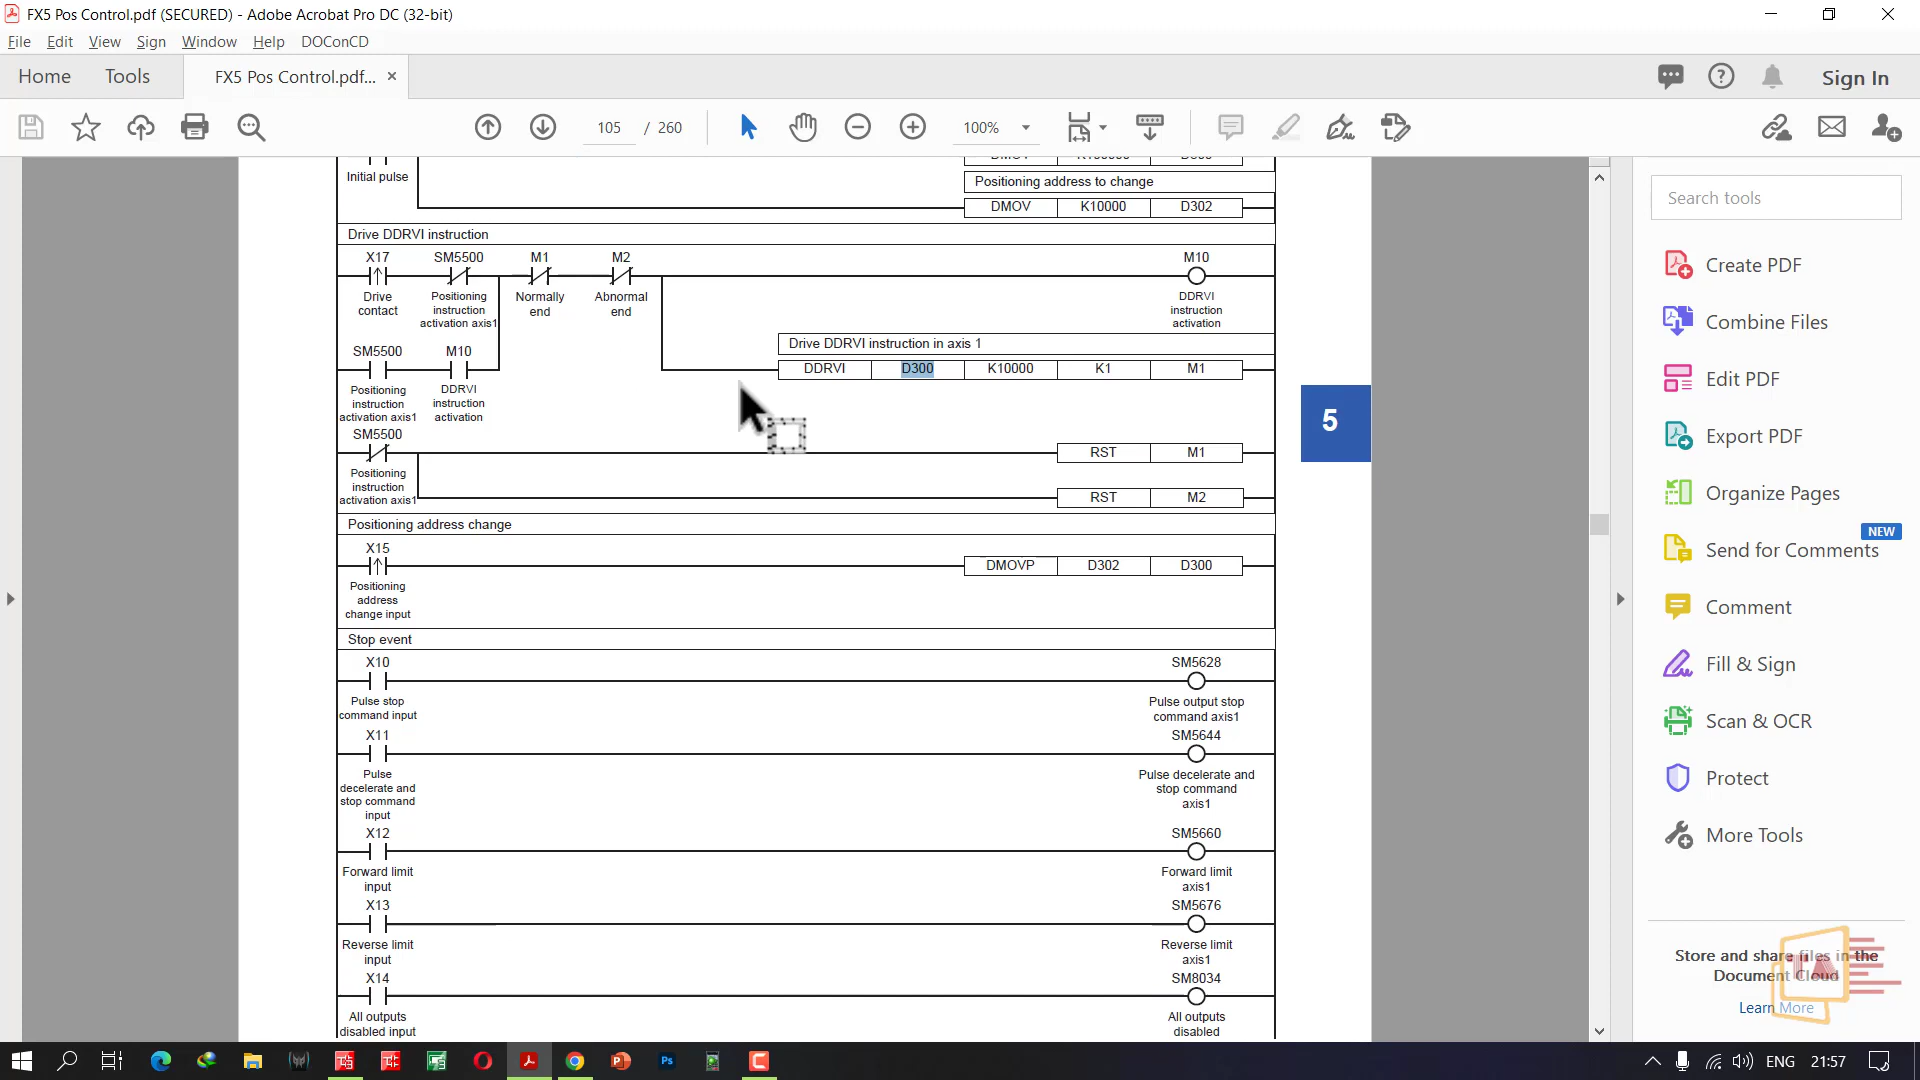 FX5 Pos Control.pdf (SECURED) - Adobe Acrobat Pro DC (32-bit)
File Edit View Sign Window Help DOConCD
Home Tools FX5 Pos Control.pdf... × Sign In
105 / 260 100%
Initial pulse
Positioning address to change
DMOV K10000 D302
Drive DDRVI instruction
X17 SM5500 M1 M2 M10
Drive contact
Positioning instruction activation axis1
Normally end
Abnormal end
DDRVI instruction activation
Drive DDRVI instruction in axis 1
SM5500 M10
DDRVI D300 K10000 K1 M1
Positioning instruction activation axis1
DDRVI instruction activation
5
SM5500
RST M1
Positioning instruction activation axis1
RST M2
Positioning address change
X15
DMOVP D302 D300
Positioning address change input
Stop event
X10 SM5628
Pulse stop command input
Pulse output stop command axis1
X11 SM5644
Pulse decelerate and stop command input
Pulse decelerate and stop command axis1
X12 SM5660
Forward limit input
Forward limit axis1
X13 SM5676
Reverse limit input
Reverse limit axis1
X14 SM8034
All outputs disabled input
All outputs disabled
Search tools
Create PDF
Combine Files
Edit PDF
Export PDF
Organize Pages
NEW
Send for Comments
Comment
Fill & Sign
Scan & OCR
Protect
More Tools
Store and share files in the
Document Cloud
Learn More
ENG 21:57